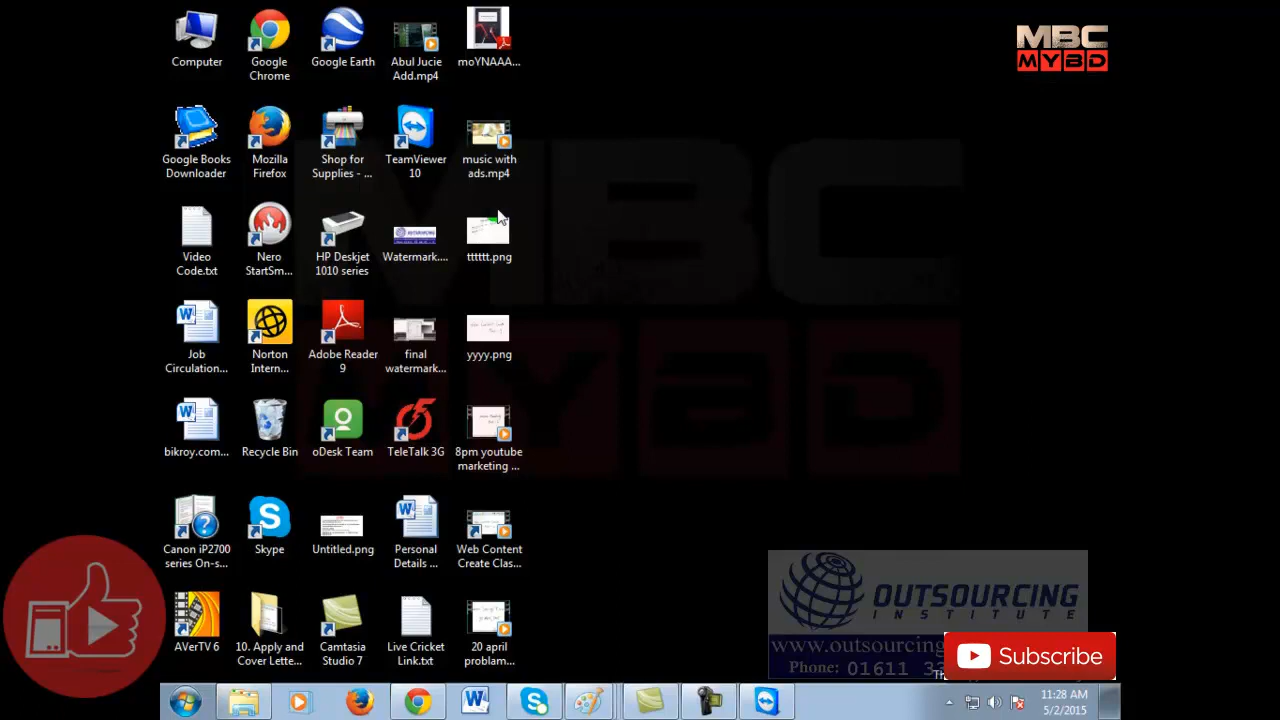 MBC
MYBD
Computer
Google Chrome
Google Earth
Abul Jucie Add.mp4
moYNAAA...
Google Books Downloader
Mozilla Firefox
Shop for Supplies - ...
TeamViewer 10
music with ads.mp4
Video Code.txt
Nero StartSm...
HP Deskjet 1010 series
Watermark....
tttttt.png
Job Circulation...
Norton Intern...
Adobe Reader 9
final watermark...
yyyy.png
bikroy.com...
Recycle Bin
oDesk Team
TeleTalk 3G
8pm youtube marketing ...
Canon iP2700 series On-s...
Skype
Untitled.png
Personal Details ...
Web Content Create Clas...
AVerTV 6
10. Apply and Cover Lette...
Camtasia Studio 7
Live Cricket Link.txt
20 april problam...
MBC
MYBD
OUTSOURCING
INSTITUTE
www.outsourcing
Phone: 01611
Subscribe
11:28 AM
5/2/2015